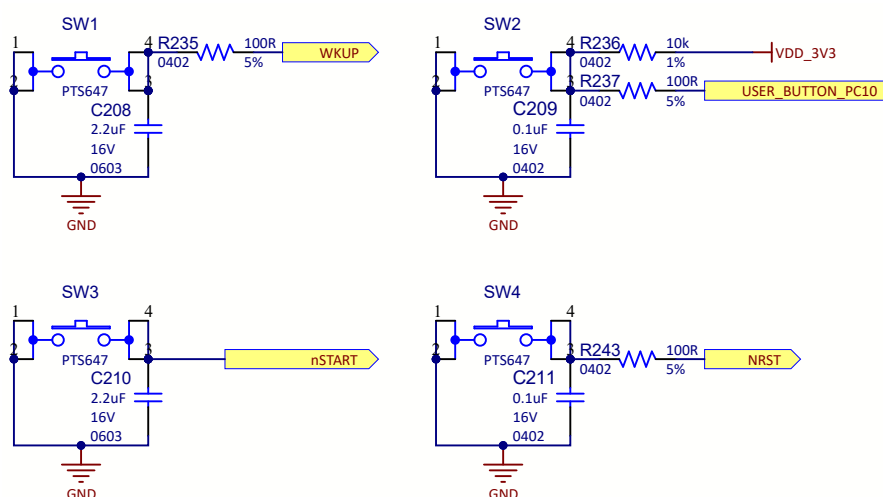 SW1
1
4
R235
100R
WKUP
2
0402
5%
3
PTS647
C208
2.2uF
16V
0603
GND
SW2
1
4
R236
10k
VDD_3V3
0402
1%
2
3
R237
100R
USER_BUTTON_PC10
PTS647
0402
5%
C209
0.1uF
16V
0402
GND
SW3
1
4
2
3
nSTART
PTS647
C210
2.2uF
16V
0603
GND
SW4
1
4
2
3
R243
100R
NRST
PTS647
0402
5%
C211
0.1uF
16V
0402
GND